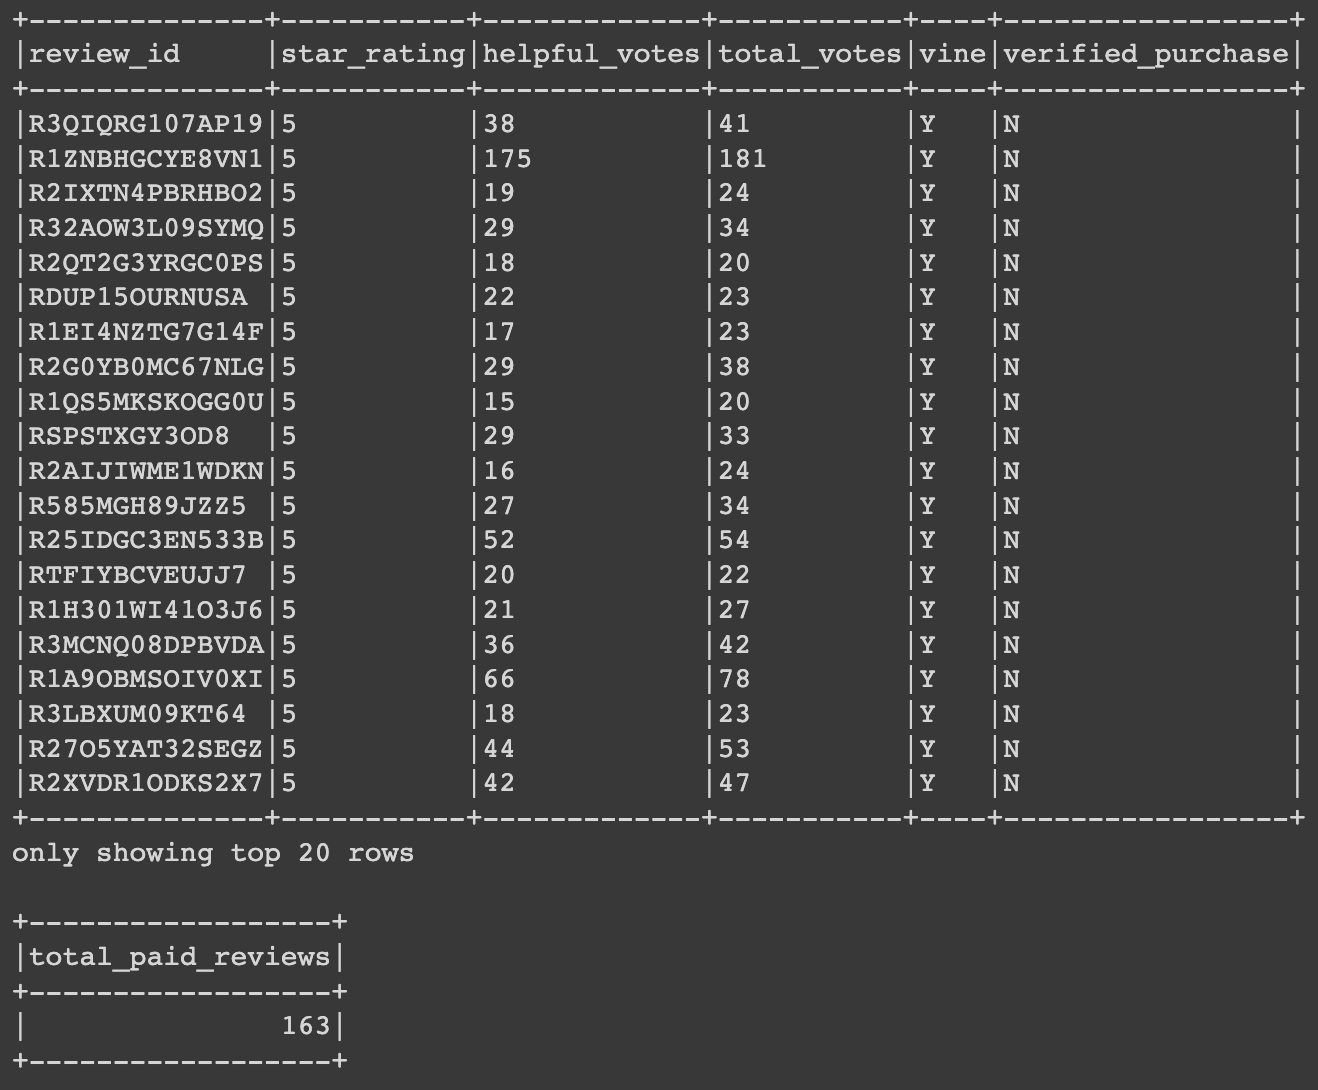 +--------------+-----------+-------------+-----------+----+-----------------+
|review_id     |star_rating|helpful_votes|total_votes|vine|verified_purchase|
+--------------+-----------+-------------+-----------+----+-----------------+
|R3QIQRG107AP19|5          |38           |41         |Y   |N                |
|R1ZNBHGCYE8VN1|5          |175          |181        |Y   |N                |
|R2IXTN4PBRHBO2|5          |19           |24         |Y   |N                |
|R32AOW3L09SYMQ|5          |29           |34         |Y   |N                |
|R2QT2G3YRGC0PS|5          |18           |20         |Y   |N                |
|RDUP15OURNUSA |5          |22           |23         |Y   |N                |
|R1EI4NZTG7G14F|5          |17           |23         |Y   |N                |
|R2G0YB0MC67NLG|5          |29           |38         |Y   |N                |
|R1QS5MKSKOGG0U|5          |15           |20         |Y   |N                |
|RSPSTXGY3OD8  |5          |29           |33         |Y   |N                |
|R2AIJIWME1WDKN|5          |16           |24         |Y   |N                |
|R585MGH89JZZ5 |5          |27           |34         |Y   |N                |
|R25IDGC3EN533B|5          |52           |54         |Y   |N                |
|RTFIYBCVEUJJ7 |5          |20           |22         |Y   |N                |
|R1H301WI41O3J6|5          |21           |27         |Y   |N                |
|R3MCNQ08DPBVDA|5          |36           |42         |Y   |N                |
|R1A9OBMSOIV0XI|5          |66           |78         |Y   |N                |
|R3LBXUM09KT64 |5          |18           |23         |Y   |N                |
|R27O5YAT32SEGZ|5          |44           |53         |Y   |N                |
|R2XVDR1ODKS2X7|5          |42           |47         |Y   |N                |
+--------------+-----------+-------------+-----------+----+-----------------+
only showing top 20 rows

+------------------+
|total_paid_reviews|
+------------------+
|               163|
+------------------+